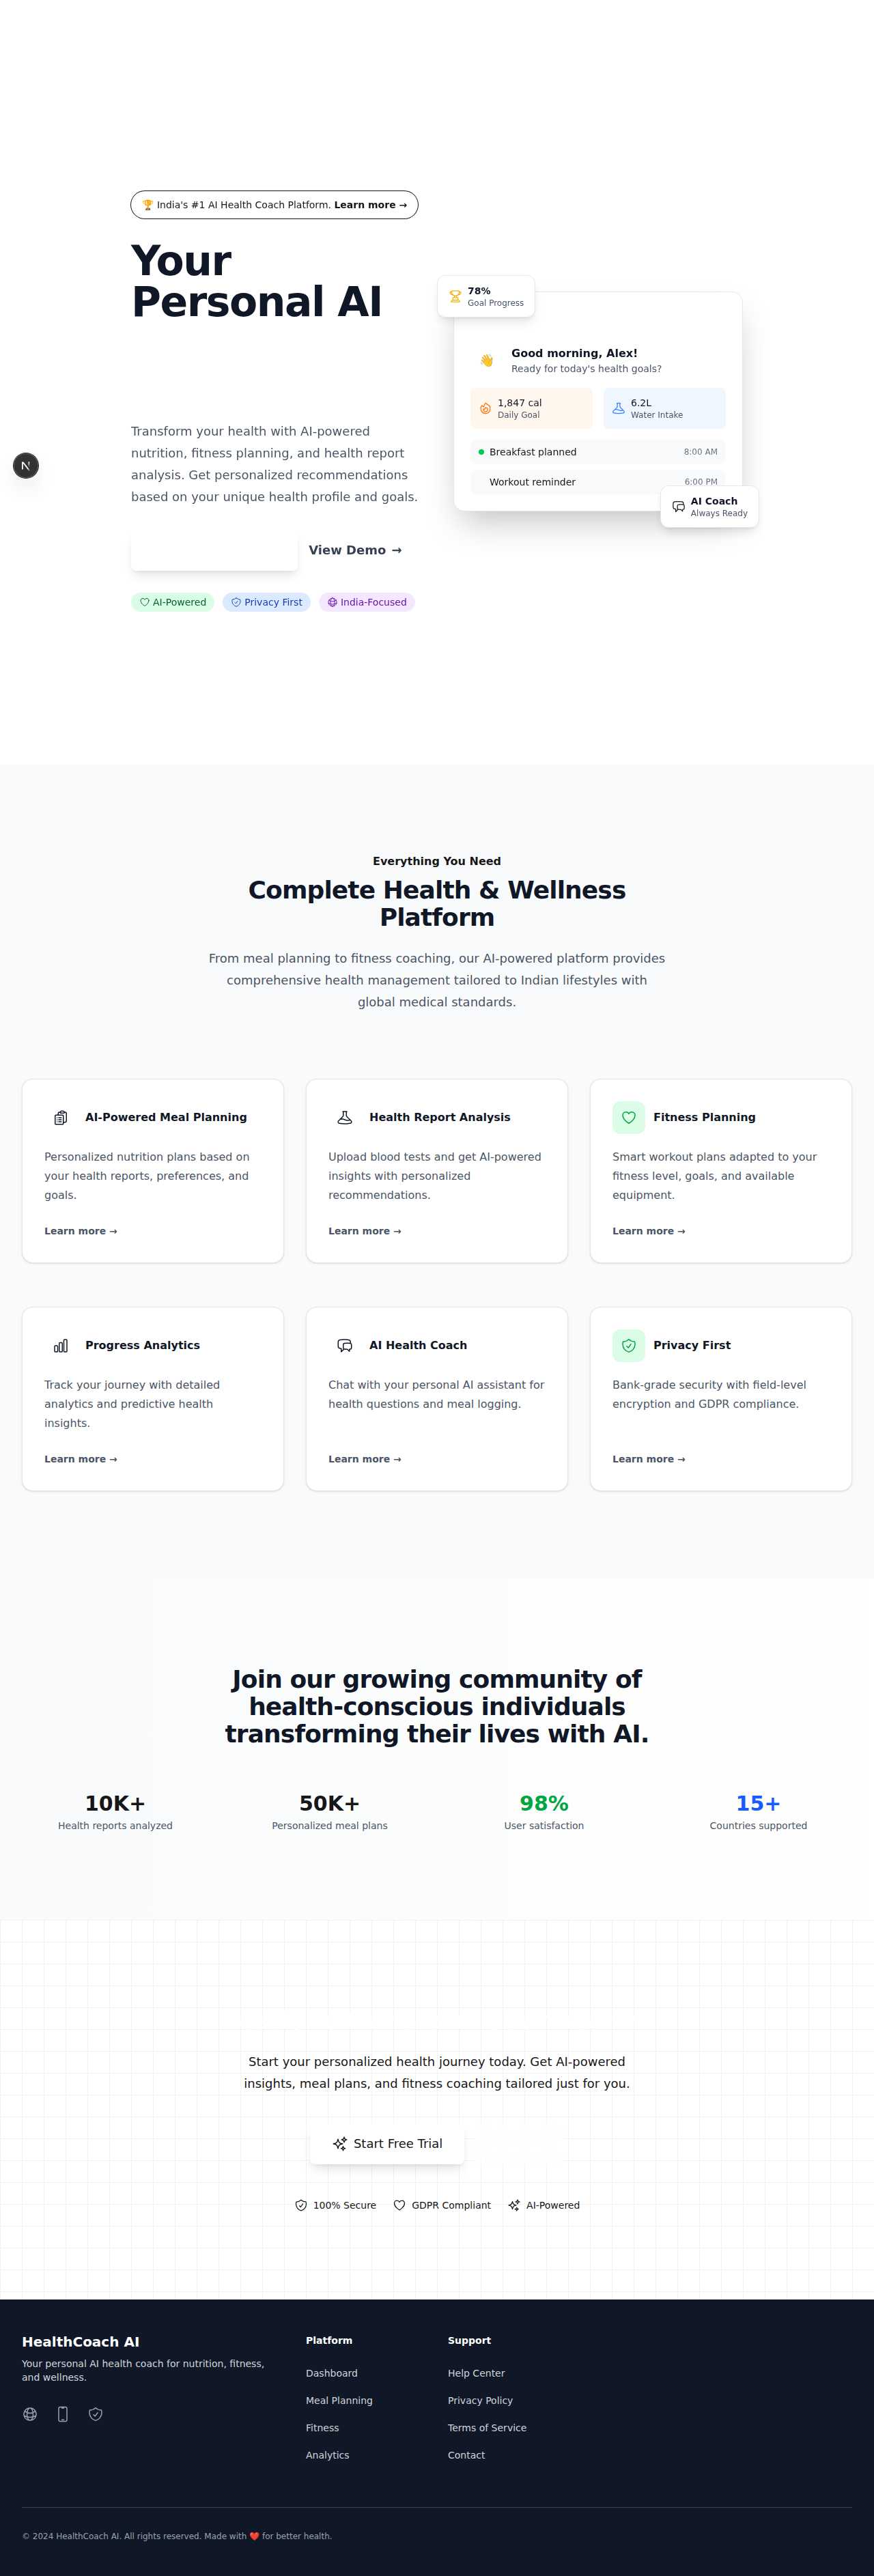 🏆 India's #1 AI Health Coach Platform. Learn more →
Your
Personal AI
Transform your health with AI-powered
nutrition, fitness planning, and health report
analysis. Get personalized recommendations
based on your unique health profile and goals.
View Demo →
AI-Powered
Privacy First
India-Focused
78%
Goal Progress
👋
Good morning, Alex!
Ready for today's health goals?
1,847 cal
Daily Goal
6.2L
Water Intake
Breakfast planned 8:00 AM
Workout reminder 6:00 PM
AI Coach
Always Ready
N
Everything You Need
Complete Health & Wellness
Platform
From meal planning to fitness coaching, our AI-powered platform provides
comprehensive health management tailored to Indian lifestyles with
global medical standards.
AI-Powered Meal Planning
Personalized nutrition plans based on
your health reports, preferences, and
goals.
Learn more →
Health Report Analysis
Upload blood tests and get AI-powered
insights with personalized
recommendations.
Learn more →
Fitness Planning
Smart workout plans adapted to your
fitness level, goals, and available
equipment.
Learn more →
Progress Analytics
Track your journey with detailed
analytics and predictive health
insights.
Learn more →
AI Health Coach
Chat with your personal AI assistant for
health questions and meal logging.
Learn more →
Privacy First
Bank-grade security with field-level
encryption and GDPR compliance.
Learn more →
Join our growing community of
health-conscious individuals
transforming their lives with AI.
10K+
Health reports analyzed
50K+
Personalized meal plans
98%
User satisfaction
15+
Countries supported
Start your personalized health journey today. Get AI-powered
insights, meal plans, and fitness coaching tailored just for you.
Start Free Trial
100% Secure
GDPR Compliant
AI-Powered
HealthCoach AI
Your personal AI health coach for nutrition, fitness,
and wellness.
Platform
Dashboard
Meal Planning
Fitness
Analytics
Support
Help Center
Privacy Policy
Terms of Service
Contact
© 2024 HealthCoach AI. All rights reserved. Made with ❤️ for better health.